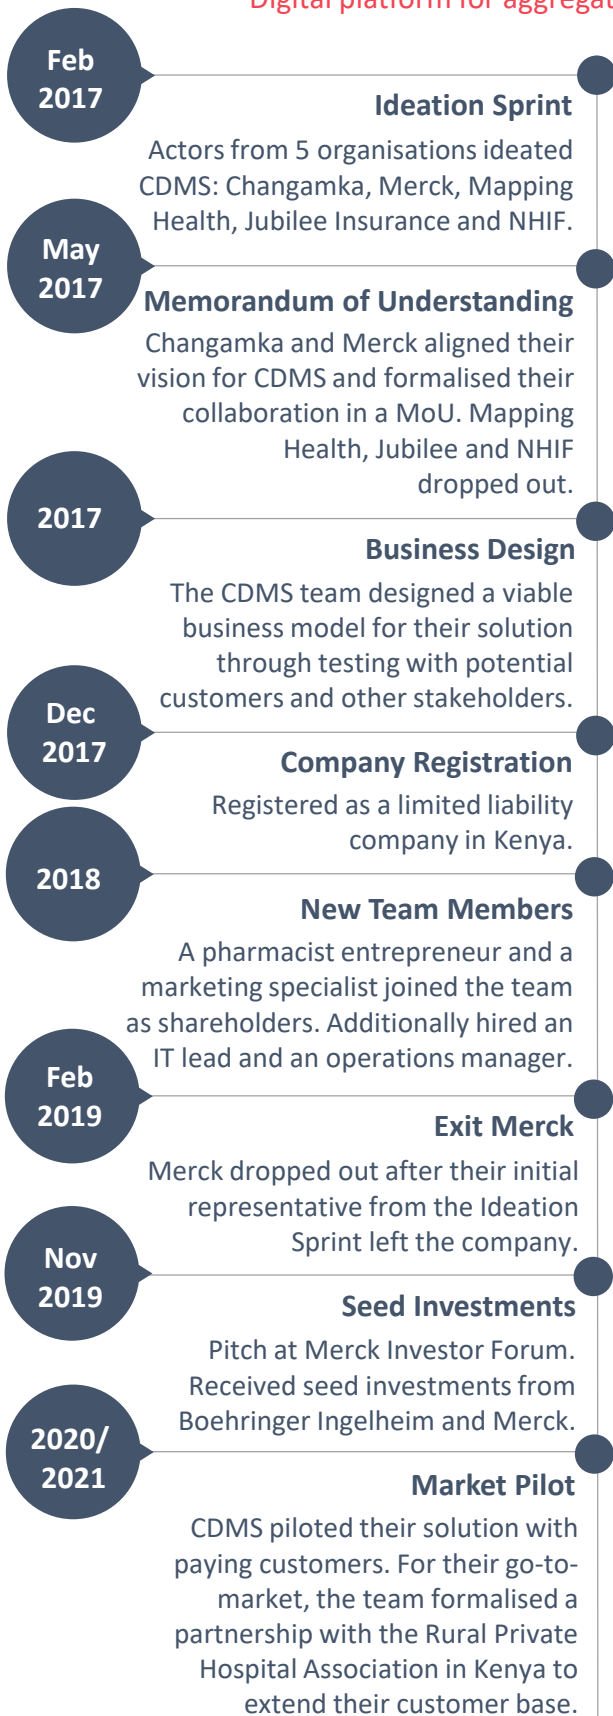 Digital platform for aggregat
Feb
2017
Ideation Sprint
Actors from 5 organisations ideated
CDMS: Changamka, Merck, Mapping
Health, Jubilee Insurance and NHIF.
May
2017
Memorandum of Understanding
Changamka and Merck aligned their
vision for CDMS and formalised their
collaboration in a MoU. Mapping
Health, Jubilee and NHIF
dropped out.
2017
Business Design
The CDMS team designed a viable
business model for their solution
through testing with potential
customers and other stakeholders.
Dec
2017
Company Registration
Registered as a limited liability
company in Kenya.
2018
New Team Members
A pharmacist entrepreneur and a
marketing specialist joined the team
as shareholders. Additionally hired an
IT lead and an operations manager.
Feb
2019
Exit Merck
Merck dropped out after their initial
representative from the Ideation
Sprint left the company.
Nov
2019
Seed Investments
Pitch at Merck Investor Forum.
Received seed investments from
Boehringer Ingelheim and Merck.
2020/
2021
Market Pilot
CDMS piloted their solution with
paying customers. For their go-to-
market, the team formalised a
partnership with the Rural Private
Hospital Association in Kenya to
extend their customer base.